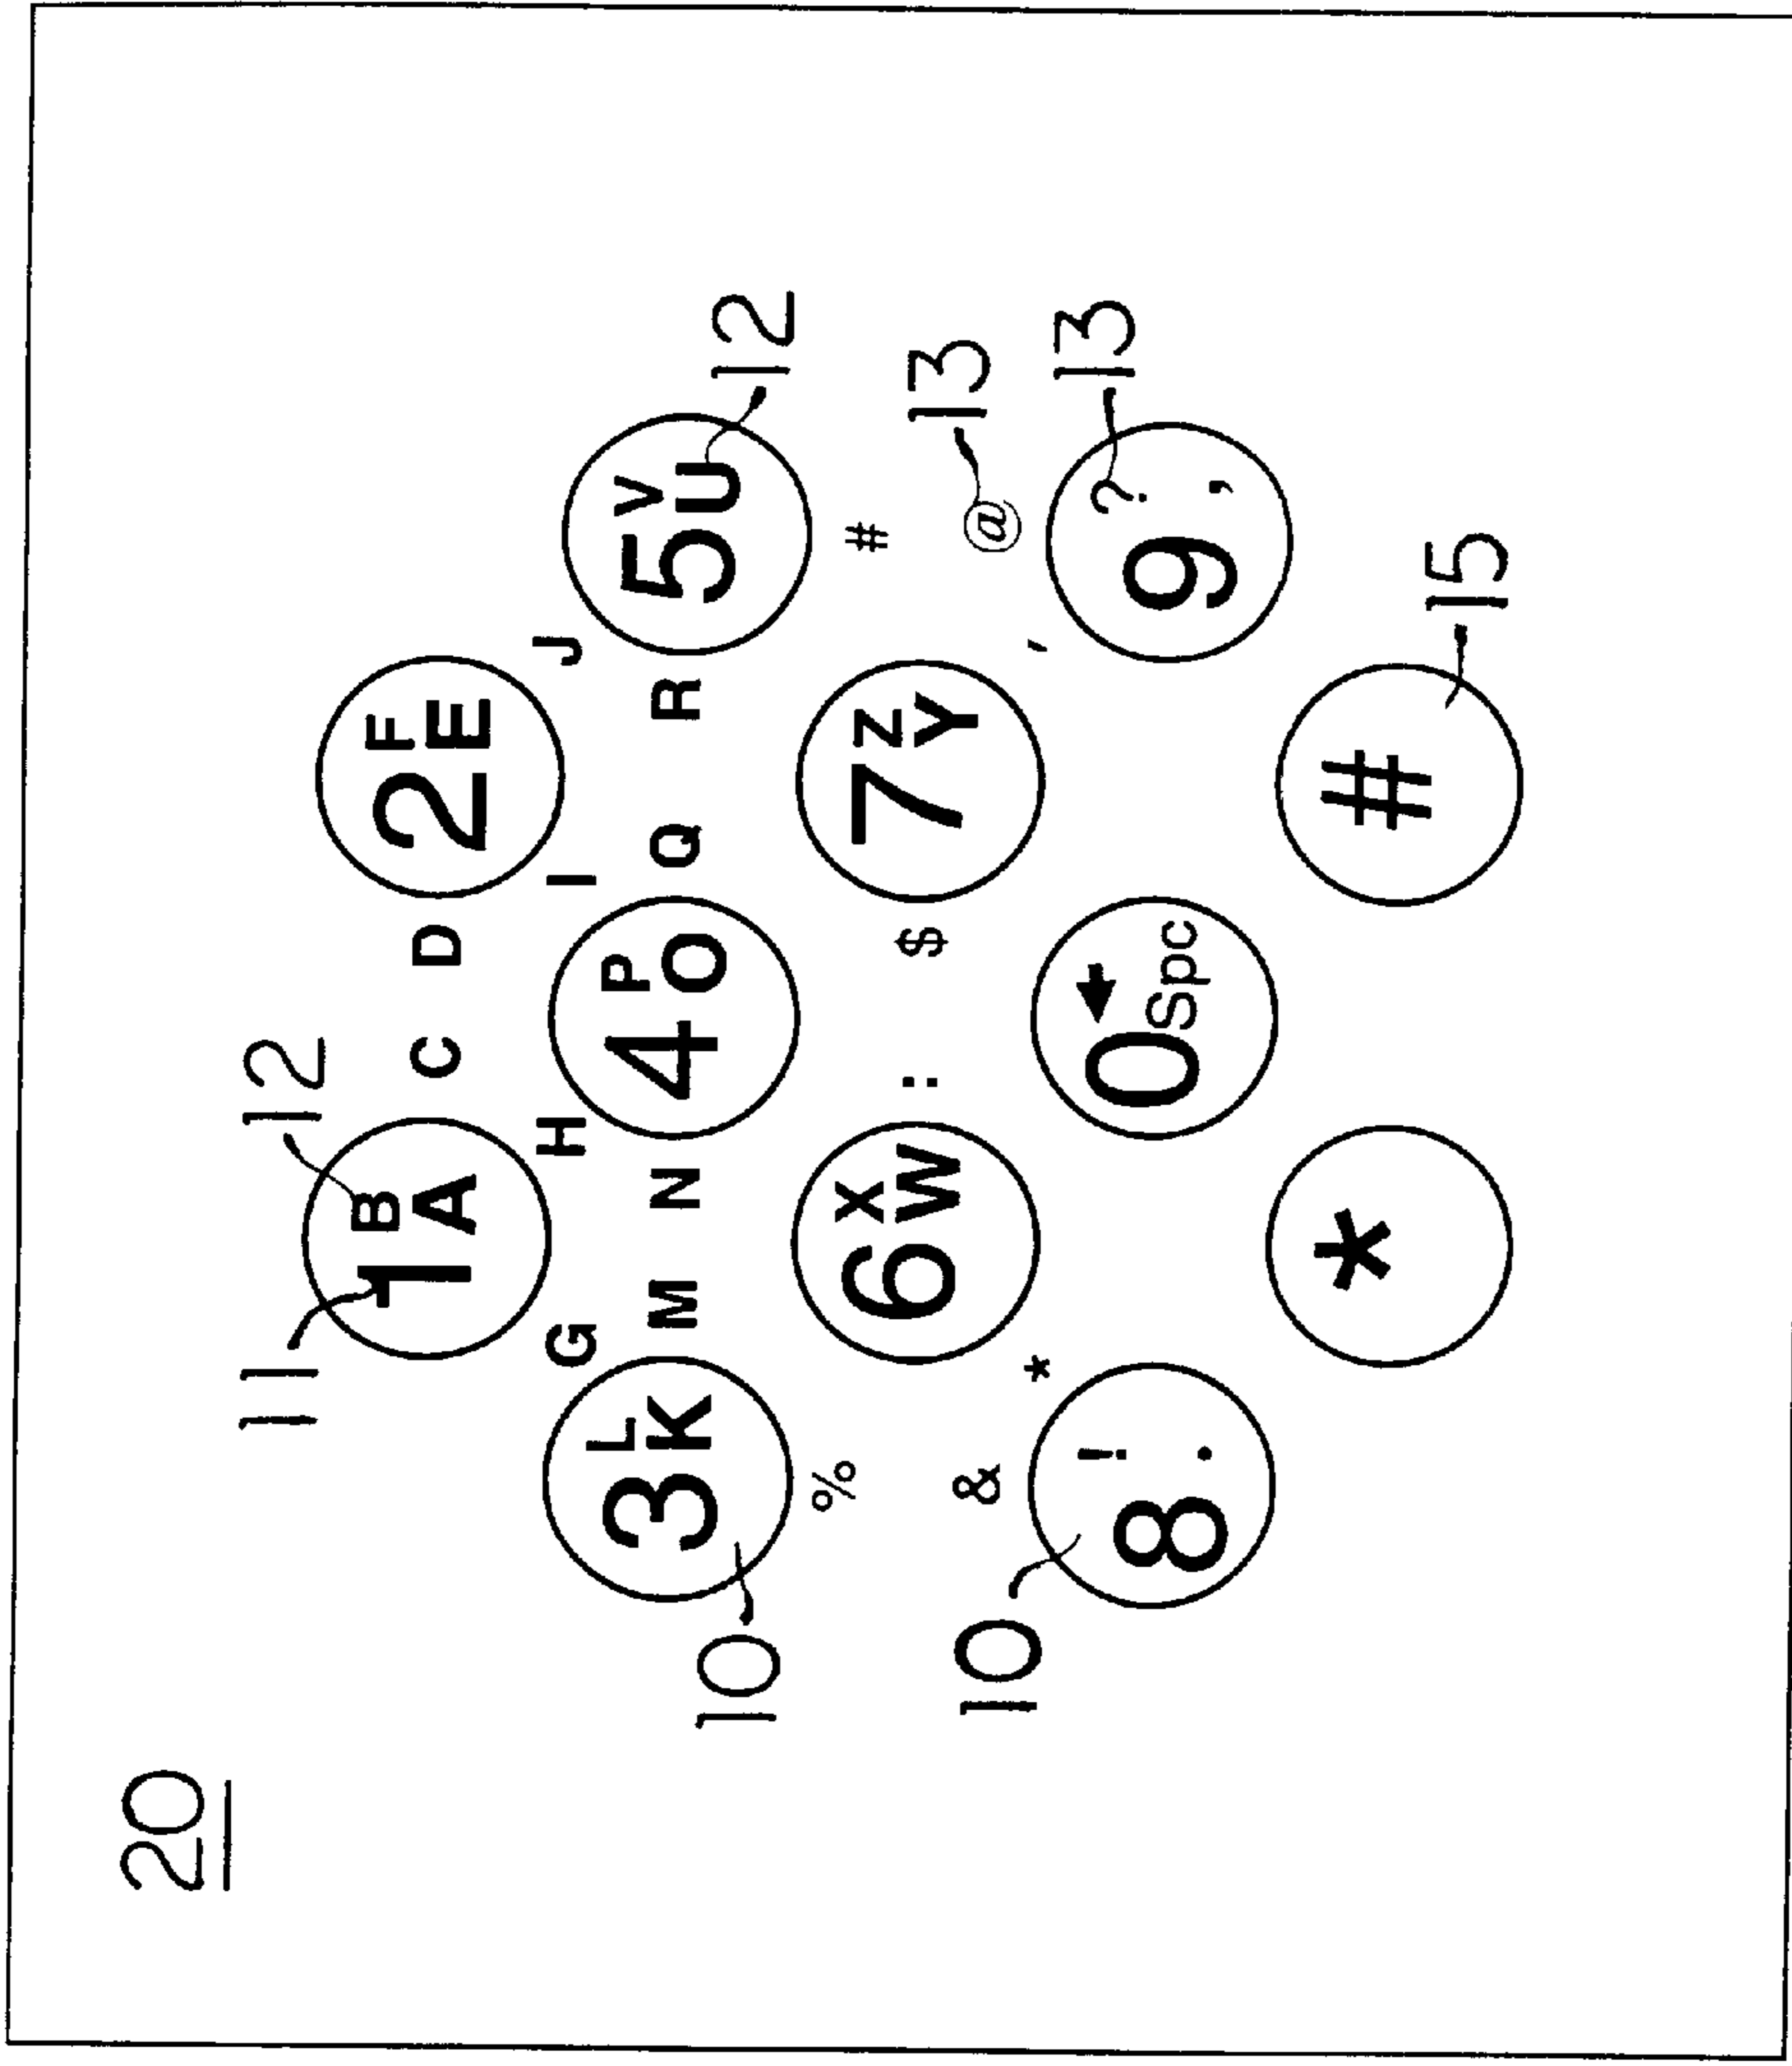 20
11 12
1 B A C D 2 F E
G H I J
3 L K M N 4 P O Q R 5 V U
10 12
% #
6 X W : $ 7 Z Y
13
10 & @
* '
13
8 ! . 0 spc 9 ? ,
* #
15